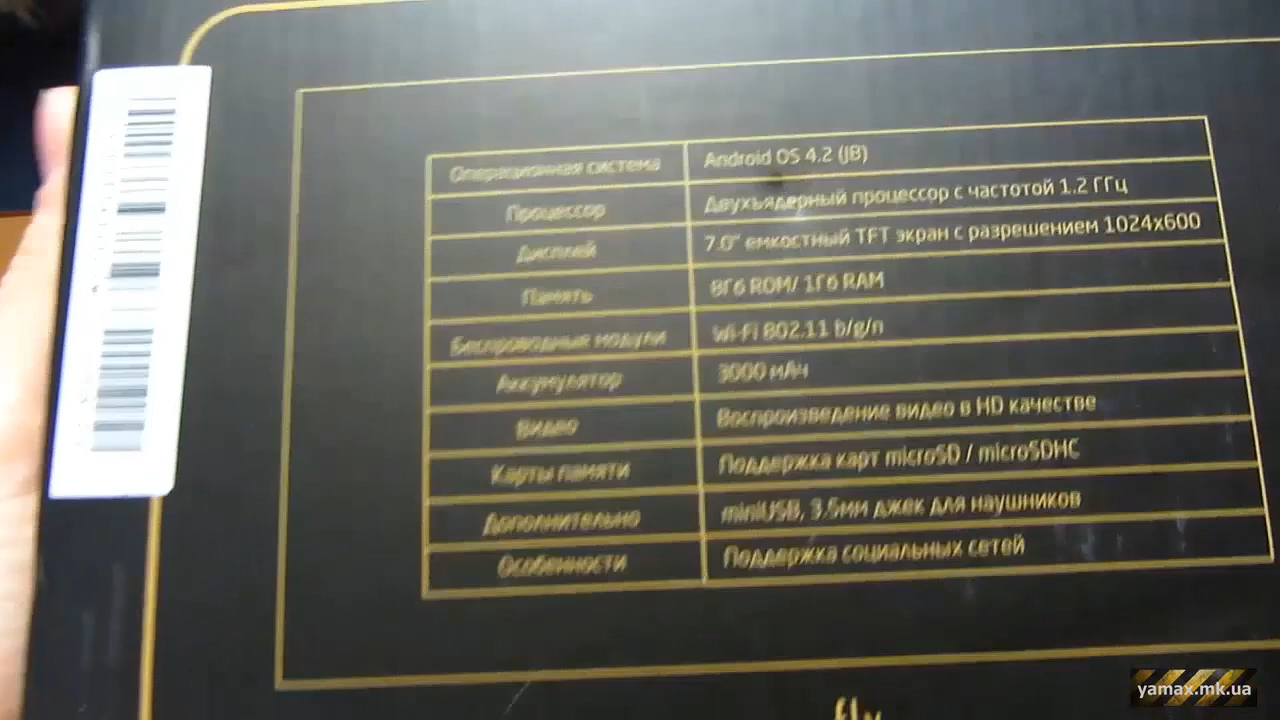 Операционная система Android OS 4.2 (JB)
Процессор Двухъядерный процессор с частотой 1.2 ГГц
Дисплей 7.0" емкостный TFT экран с разрешением 1024x600
Память 8Гб ROM/ 1Гб RAM
Беспроводные модули Wi-Fi 802.11 b/g/n
Аккумулятор 3000 мАч
Видео Воспроизведение видео в HD качестве
Карты памяти Поддержка карт microSD / microSDHC
Дополнительно miniUSB, 3.5мм джек для наушников
Особенности Поддержка социальных сетей
fly
yamax.mk.ua